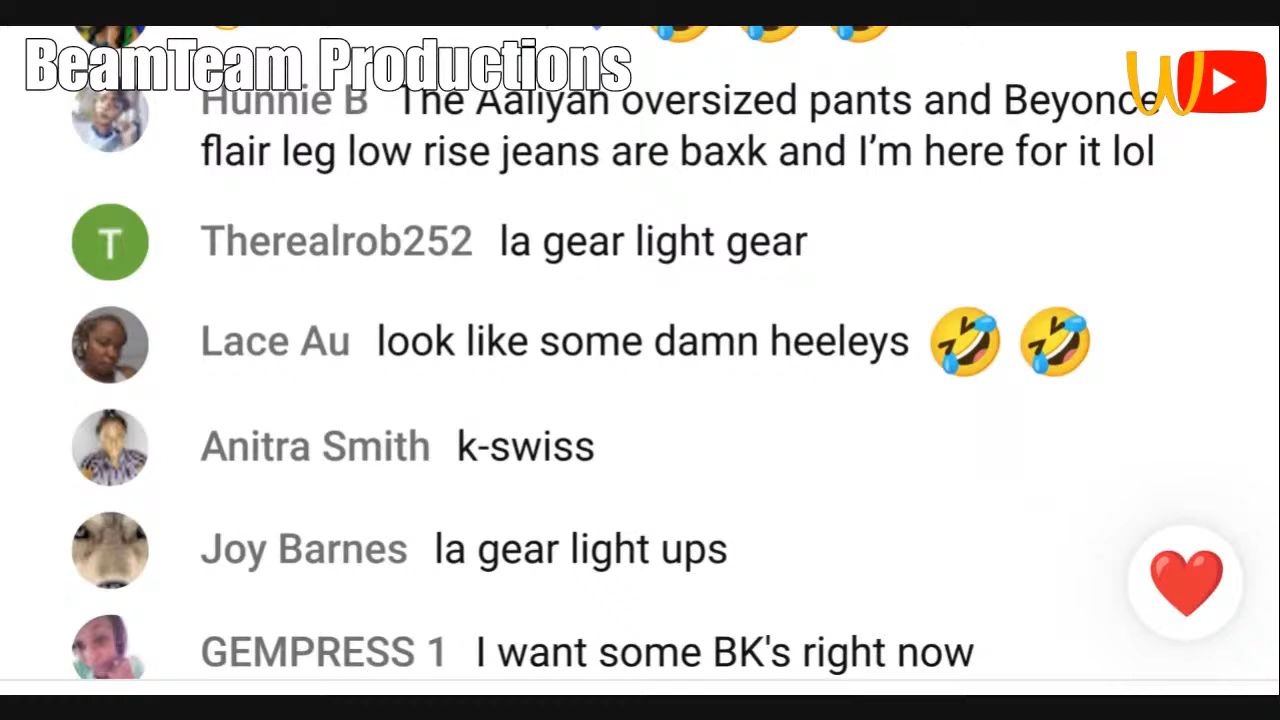 BeamTeam Productions
Hunnie B The Aaliyah oversized pants and Beyonce
flair leg low rise jeans are baxk and I'm here for it lol
T Therealrob252 la gear light gear
Lace Au look like some damn heeleys 🤣 🤣
Anitra Smith k-swiss
Joy Barnes la gear light ups
GEMPRESS 1 I want some BK's right now